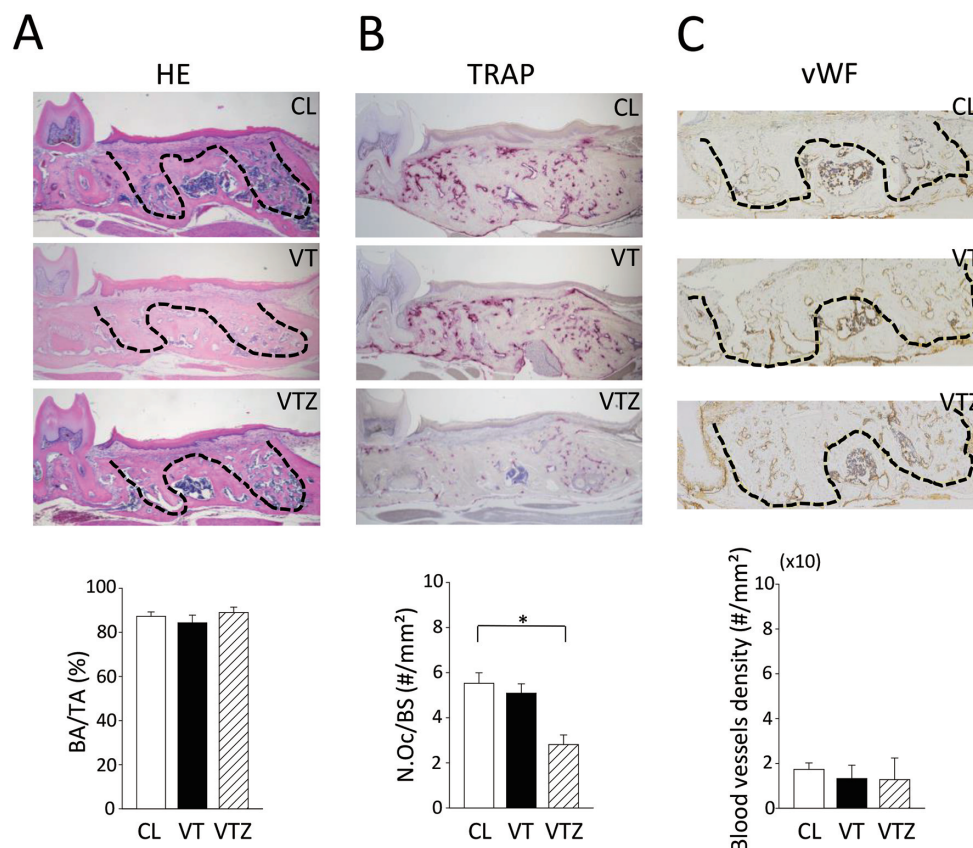 A
B
C
HE
TRAP
vWF
CL
CL
CL
VT
VT
VT
VTZ
VTZ
VTZ
BA/TA (%)
100
80
60
40
20
0
CL VT VTZ
N.Oc/BS (#/mm²)
10
8
6
4
2
0
*
CL VT VTZ
Blood vessels density (#/mm²)
(x10)
10
8
6
4
2
0
CL VT VTZ